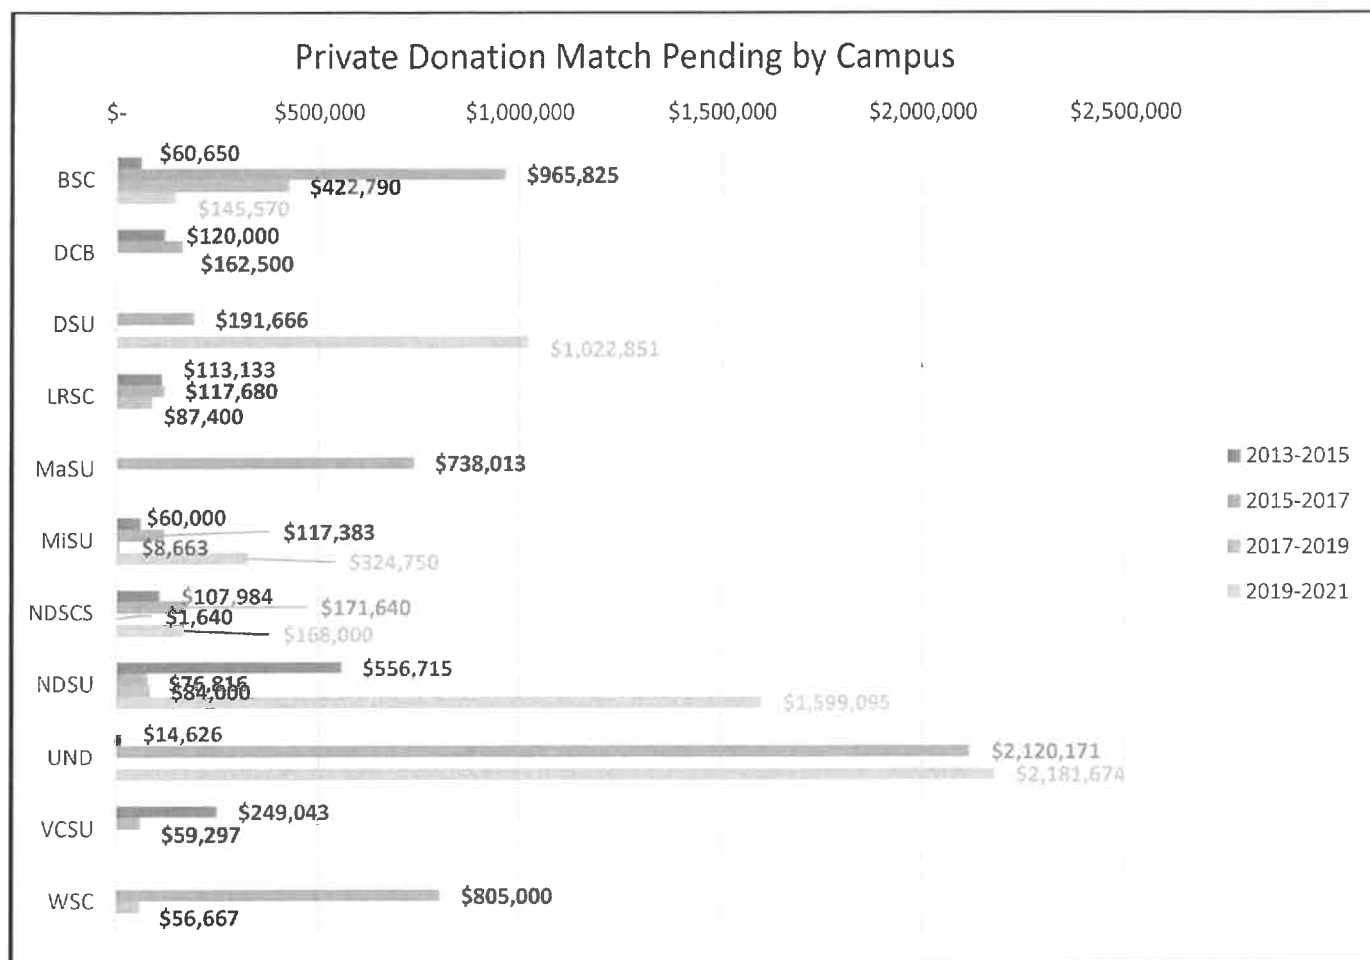 Private Donation Match Pending by Campus
$- $500,000 $1,000,000 $1,500,000 $2,000,000 $2,500,000
BSC
$60,650
$965,825
$422,790
$145,570
DCB
$120,000
$162,500
DSU
$191,666
$1,022,851
LRSC
$113,133
$117,680
$87,400
MaSU
$738,013
MiSU
$60,000
$117,383
$8,663
$324,750
NDSCS
$107,984
$171,640
$1,640
$168,000
NDSU
$556,715
$76,816
$84,000
$1,599,095
UND
$14,626
$2,120,171
$2,181,674
VCSU
$249,043
$59,297
WSC
$805,000
$56,667
2013-2015
2015-2017
2017-2019
2019-2021